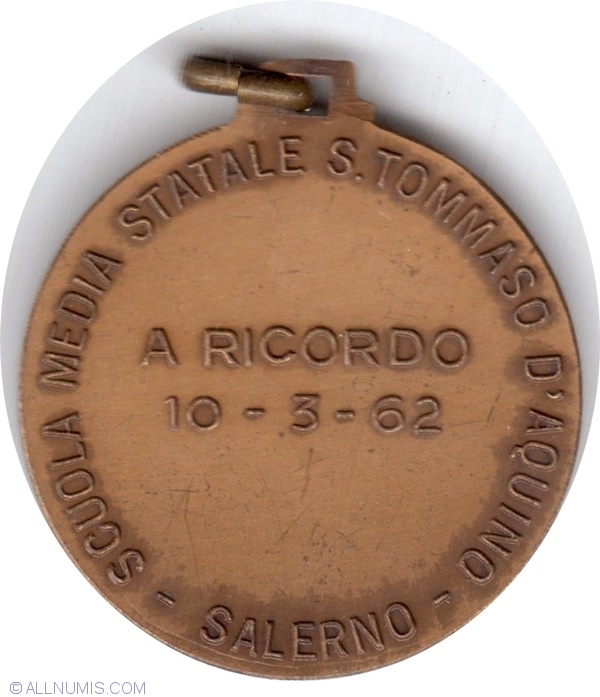 SCUOLA MEDIA STATALE S. TOMMASO D'AQUINO
- SALERNO -
A RICORDO
10 - 3 - 62
©ALLNUMIS.COM